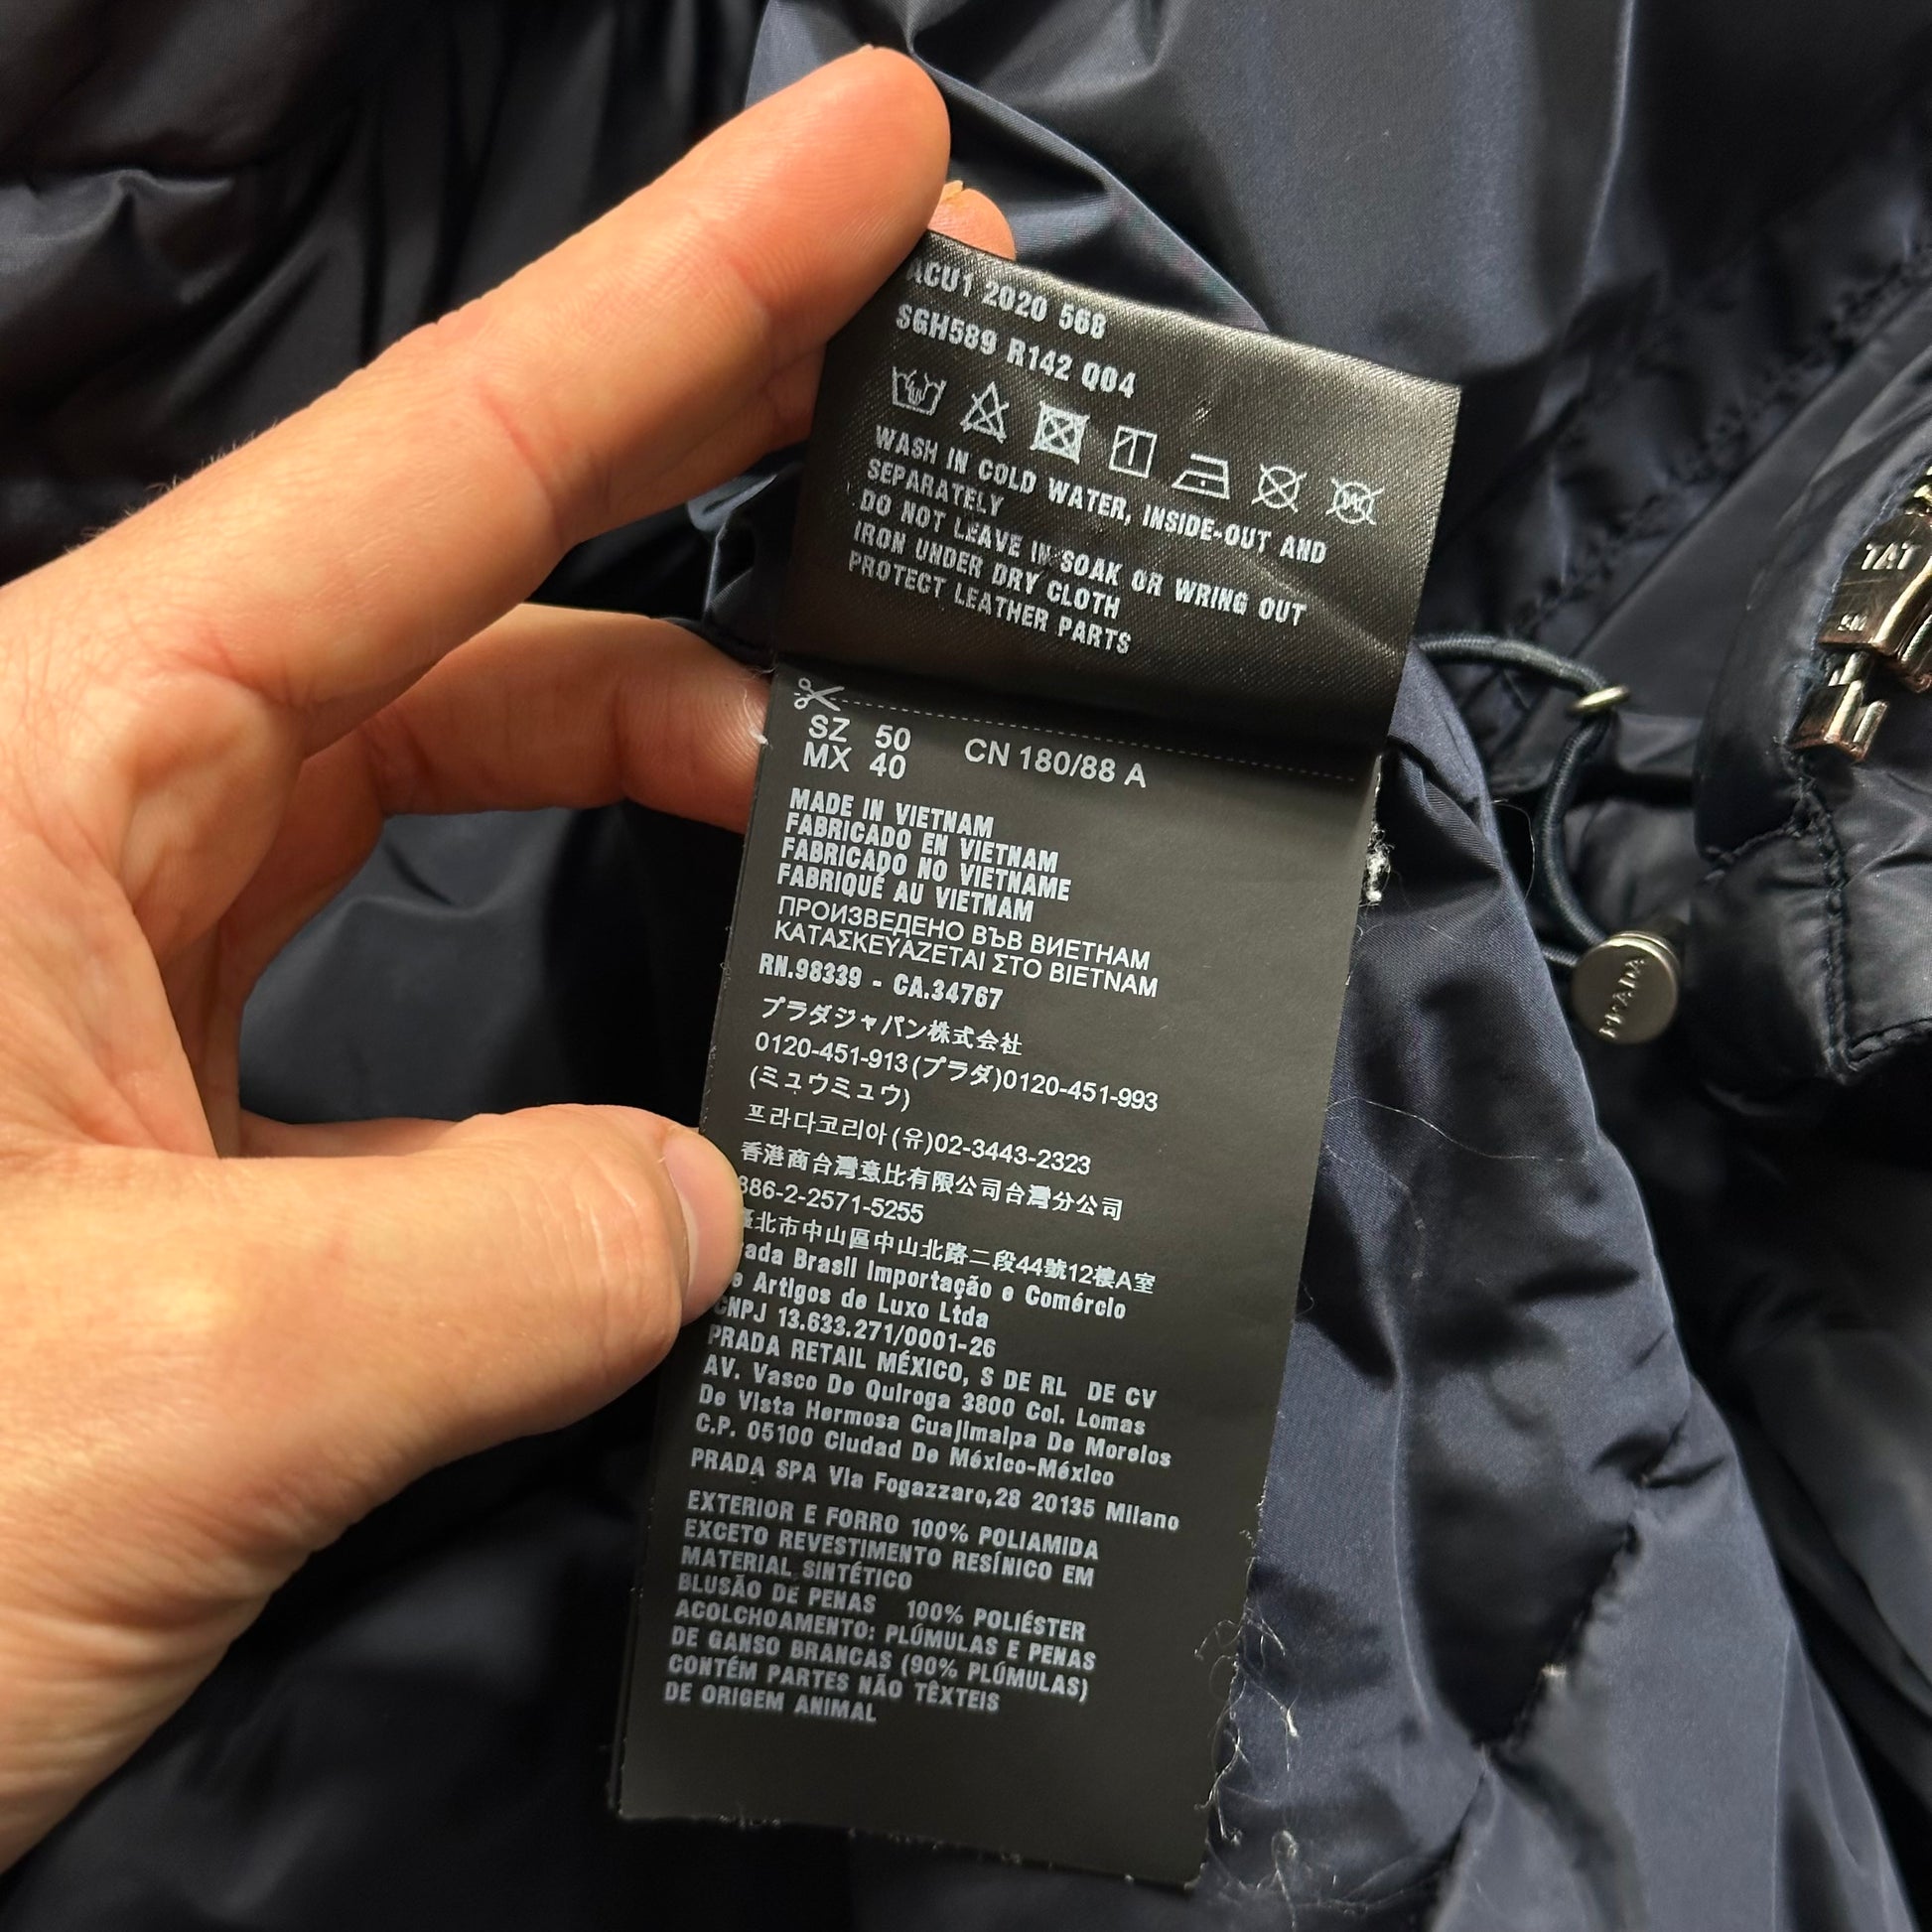 ACU1 2020 568
SGH589 R142 Q04
WASH IN COLD WATER, INSIDE-OUT AND
SEPARATELY
DO NOT LEAVE IN SOAK OR WRING OUT
IRON UNDER DRY CLOTH
PROTECT LEATHER PARTS
SZ 50 CN 180/88 A
MX 40
MADE IN VIETNAM
FABRICADO EN VIETNAM
FABRICADO NO VIETNAME
FABRIQUÉ AU VIETNAM
ПРОИЗВЕДЕНО ВЪВ ВИЕТНАМ
ΚΑΤΑΣΚΕΥΑΖΕΤΑΙ ΣΤΟ ΒΙΕΤΝΑΜ
RN.98339 - CA.34767
プラダジャパン株式会社
0120-451-913(プラダ)0120-451-993
(ミュウミュウ)
프라다코리아(유)02-3443-2323
香港商台灣意比有限公司台灣分公司
886-2-2571-5255
臺北市中山區中山北路二段44號12樓A室
ada Brasil Importação e Comércio
e Artigos de Luxo Ltda
CNPJ 13.633.271/0001-26
PRADA RETAIL MÉXICO, S DE RL DE CV
AV. Vasco De Quiroga 3800 Col. Lomas
De Vista Hermosa Cuajimalpa De Morelos
C.P. 05100 Ciudad De México-México
PRADA SPA Via Fogazzaro,28 20135 Milano
EXTERIOR E FORRO 100% POLIAMIDA
EXCETO REVESTIMENTO RESÍNICO EM
MATERIAL SINTÉTICO
BLUSÃO DE PENAS 100% POLIÉSTER
ACOLCHOAMENTO: PLÚMULAS E PENAS
DE GANSO BRANCAS (90% PLÚMULAS)
CONTÉM PARTES NÃO TÊXTEIS
DE ORIGEM ANIMAL
PRADA
TAT